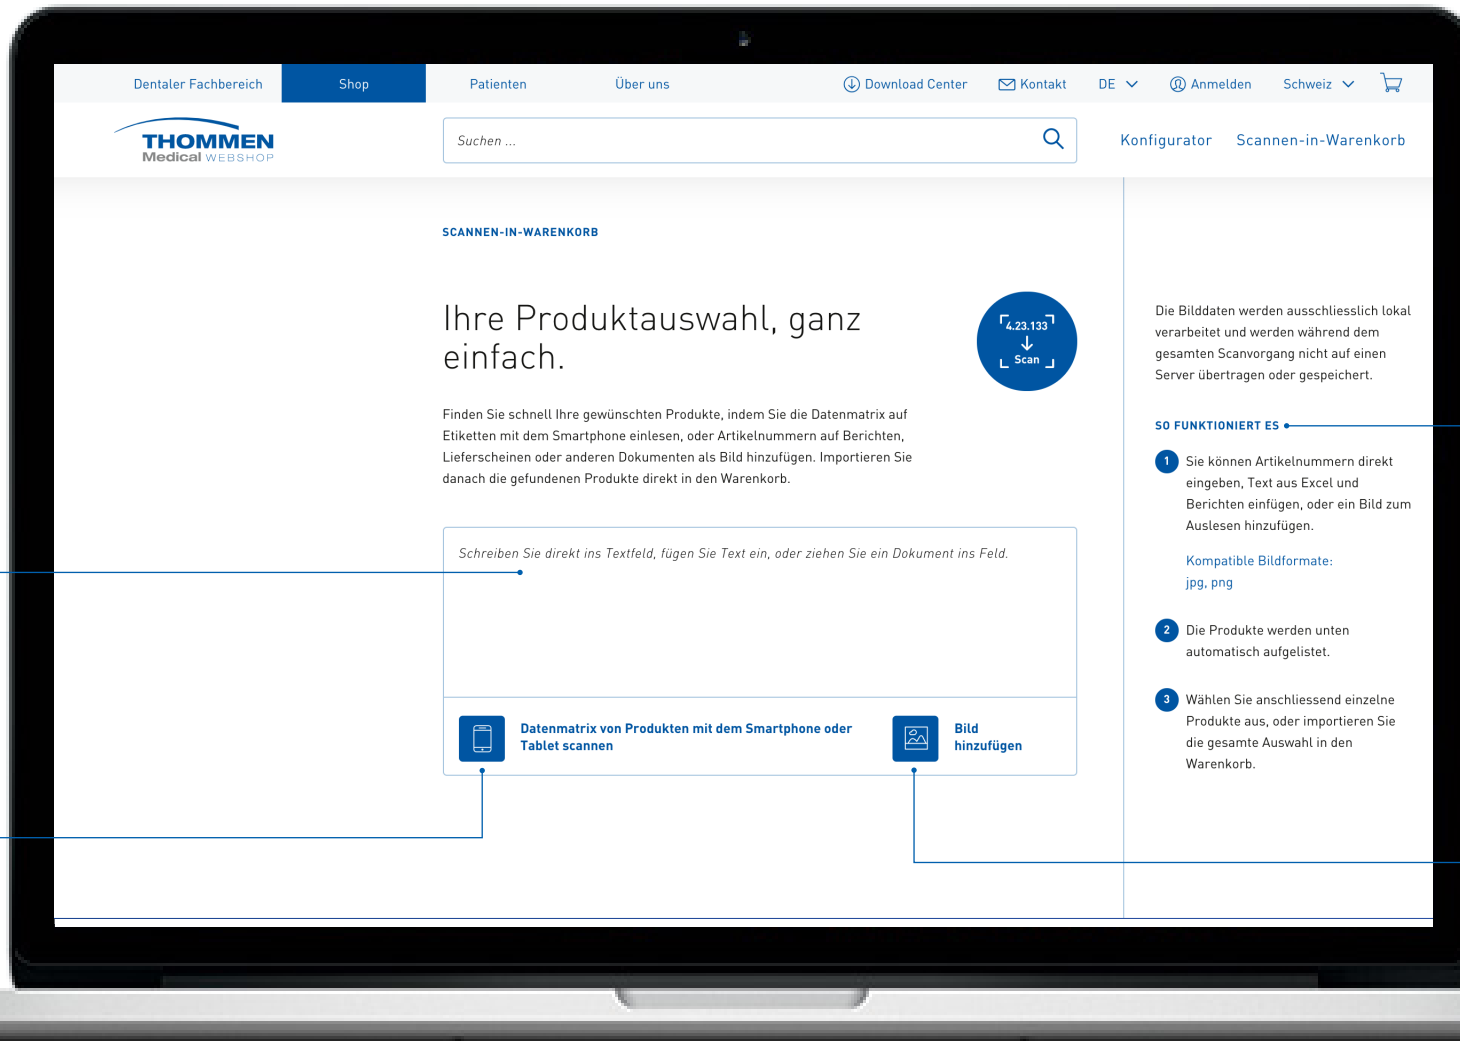 Dentaler Fachbereich
Shop
Patienten
Über uns
Download Center
Kontakt
DE
Anmelden
Schweiz
THOMMEN
Medical WEBSHOP
Suchen ...
Konfigurator
Scannen-in-Warenkorb
SCANNEN-IN-WARENKORB
Ihre Produktauswahl, ganz
einfach.
4.23.133
Scan
Finden Sie schnell Ihre gewünschten Produkte, indem Sie die Datenmatrix auf
Etiketten mit dem Smartphone einlesen, oder Artikelnummern auf Berichten,
Lieferscheinen oder anderen Dokumenten als Bild hinzufügen. Importieren Sie
danach die gefundenen Produkte direkt in den Warenkorb.
Schreiben Sie direkt ins Textfeld, fügen Sie Text ein, oder ziehen Sie ein Dokument ins Feld.
Datenmatrix von Produkten mit dem Smartphone oder
Tablet scannen
Bild
hinzufügen
Die Bilddaten werden ausschliesslich lokal
verarbeitet und werden während dem
gesamten Scanvorgang nicht auf einen
Server übertragen oder gespeichert.
SO FUNKTIONIERT ES
1 Sie können Artikelnummern direkt
eingeben, Text aus Excel und
Berichten einfügen, oder ein Bild zum
Auslesen hinzufügen.
Kompatible Bildformate:
jpg, png
2 Die Produkte werden unten
automatisch aufgelistet.
3 Wählen Sie anschliessend einzelne
Produkte aus, oder importieren Sie
die gesamte Auswahl in den
Warenkorb.